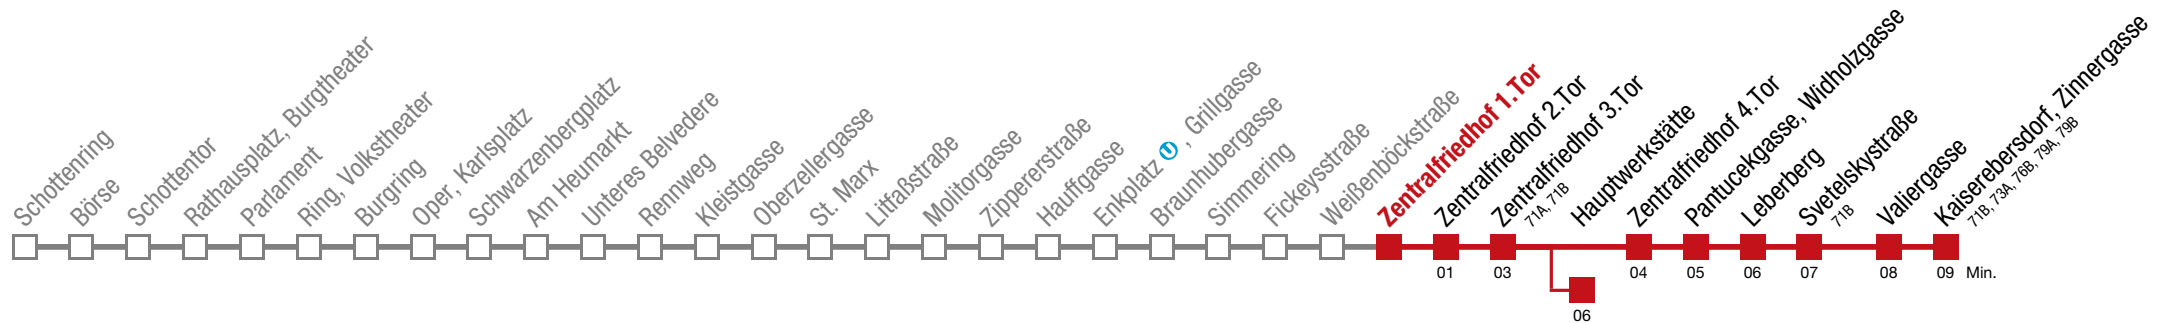 Schottenring
Börse
Schottentor
Rathausplatz, Burgtheater
Parlament
Ring, Volkstheater
Burgring
Oper, Karlsplatz
Schwarzenbergplatz
Am Heumarkt
Unteres Belvedere
Rennweg
Kleistgasse
Oberzellergasse
St. Marx
Litfaßstraße
Molitorgasse
Zippererstraße
Hauffgasse
Enkplatz U, Grillgasse
Braunhubergasse
Simmering
Fickeysstraße
Weißenböckstraße
Zentralfriedhof 1.Tor
Zentralfriedhof 2.Tor
Zentralfriedhof 3.Tor
71A, 71B
Hauptwerkstätte
Zentralfriedhof 4.Tor
Pantucekgasse, Widholzgasse
Leberberg
Svetelskystraße
71B
Valiergasse
Kaiserebersdorf, Zinnergasse
71B, 73A, 76B, 79A, 79B
01 03 04 05 06 07 08 09 Min.
06